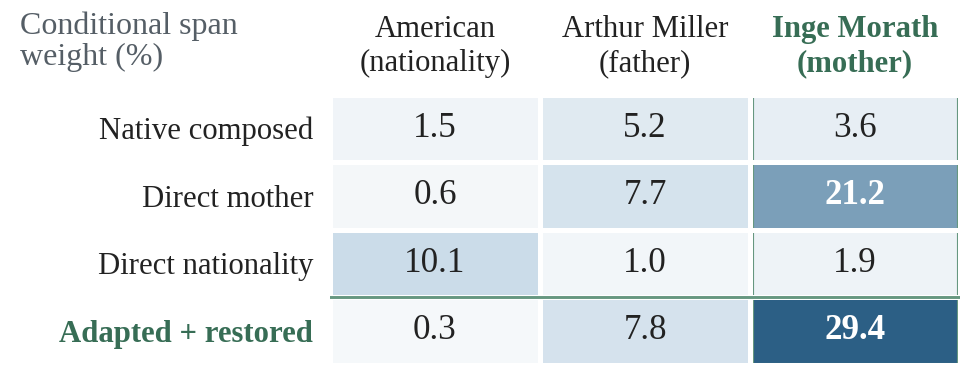 Conditional span
weight (%)
American
(nationality)
Arthur Miller
(father)
Inge Morath
(mother)
Native composed 1.5 5.2 3.6
Direct mother 0.6 7.7 21.2
Direct nationality 10.1 1.0 1.9
Adapted + restored 0.3 7.8 29.4